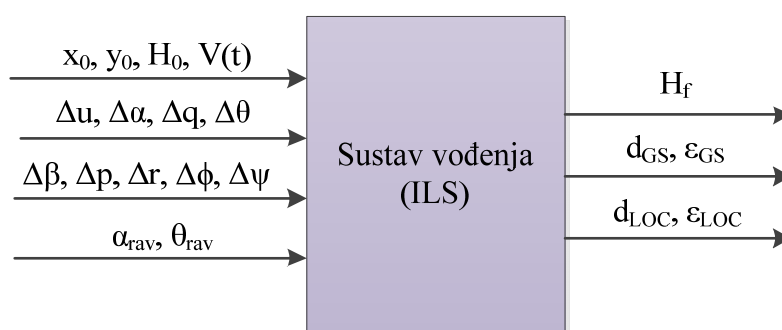 x₀, y₀, H₀, V(t)
Δu, Δα, Δq, Δθ
Δβ, Δp, Δr, Δϕ, Δψ
α_rav, θ_rav
Sustav vođenja
(ILS)
H_f
d_GS, ε_GS
d_LOC, ε_LOC